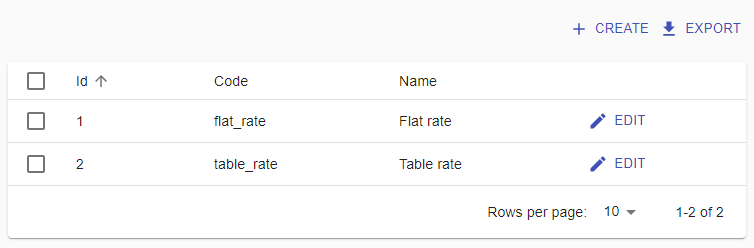 CREATE EXPORT
Id Code Name
1 flat_rate Flat rate EDIT
2 table_rate Table rate EDIT
Rows per page: 10 1-2 of 2